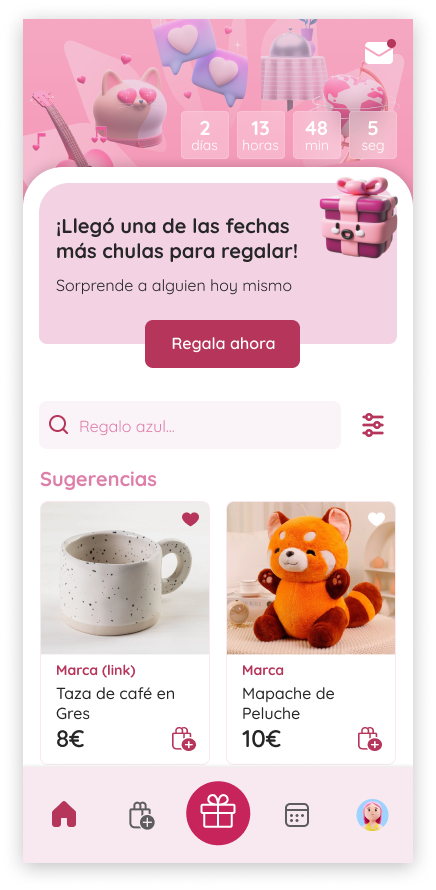 2 13 48 5
días horas min seg
¡Llegó una de las fechas
más chulas para regalar!
Sorprende a alguien hoy mismo
Regala ahora
Regalo azul...
Sugerencias
Marca (link)
Taza de café en
Gres
8€
Marca
Mapache de
Peluche
10€